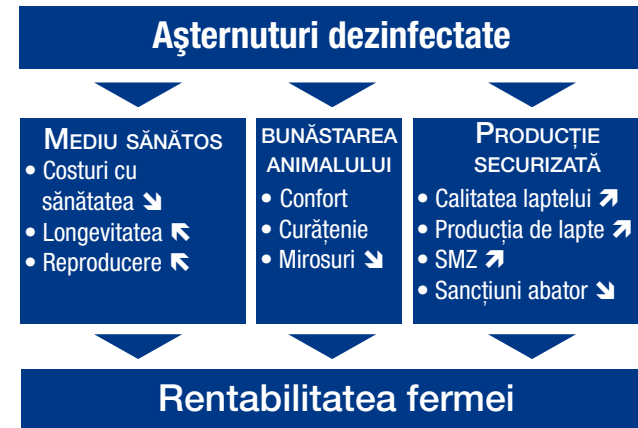 Aşternuturi dezinfectate
MEDIU SĂNĂTOS
• Costuri cu
sănătatea ⬊
• Longevitatea ⬉
• Reproducere ⬉
BUNĂSTAREA
ANIMALULUI
• Confort
• Curățenie
• Mirosuri ⬊
PRODUCȚIE
SECURIZATĂ
• Calitatea laptelui ⬈
• Producția de lapte ⬈
• SMZ ⬈
• Sancțiuni abator ⬊
Rentabilitatea fermei